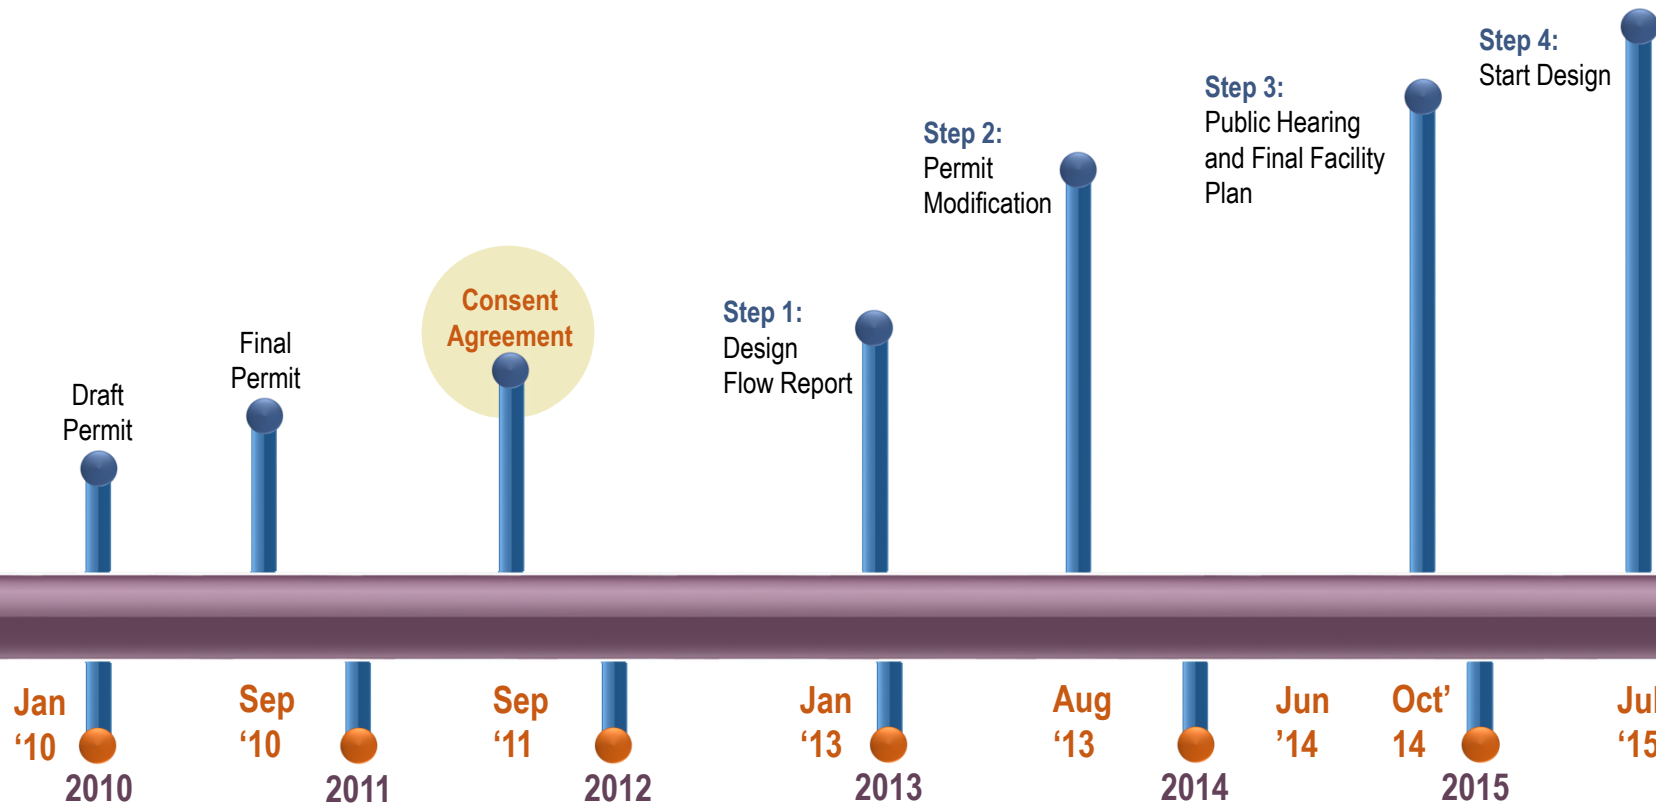 Step 4:
Start Design
Step 3:
Public Hearing
and Final Facility
Plan
Step 2:
Permit
Modification
Consent
Agreement
Step 1:
Design
Flow Report
Final
Permit
Draft
Permit
Jan
‘10
Sep
‘10
Sep
‘11
Jan
‘13
Aug
‘13
Jun
’14
Oct’
14
Jul
‘15
2010
2011
2012
2013
2014
2015